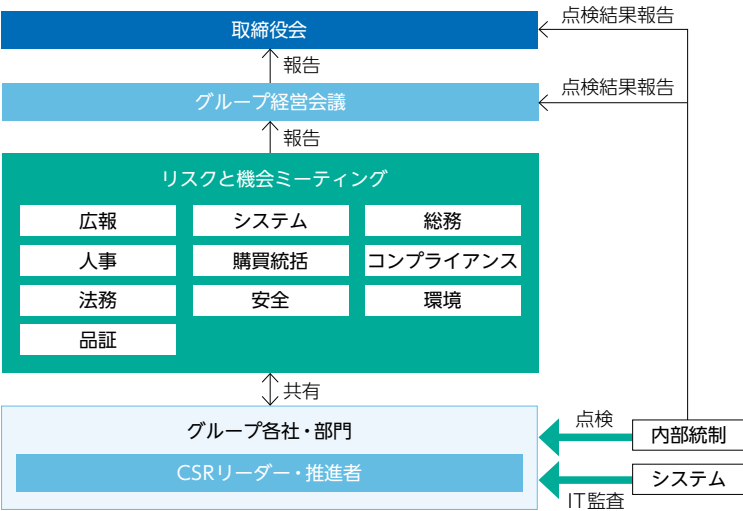 取締役会
点検結果報告
報告
グループ経営会議
点検結果報告
報告
リスクと機会ミーティング
広報
システム
総務
人事
購買統括
コンプライアンス
法務
安全
環境
品証
共有
グループ各社・部門
点検
内部統制
CSRリーダー・推進者
システム
IT監査